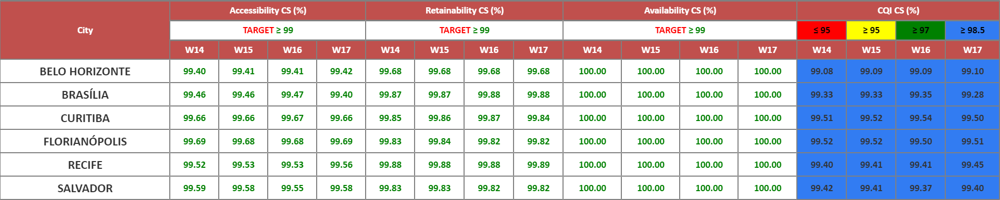 City Accessibility CS (%) Retainability CS (%) Availability CS (%) CQI CS (%)
TARGET ≥ 99 TARGET ≥ 99 TARGET ≥ 99 ≤ 95 ≥ 95 ≥ 97 ≥ 98.5
W14 W15 W16 W17 W14 W15 W16 W17 W14 W15 W16 W17 W14 W15 W16 W17
BELO HORIZONTE 99.40 99.41 99.41 99.42 99.68 99.68 99.68 99.68 100.00 100.00 100.00 100.00 99.08 99.09 99.09 99.10
BRASÍLIA 99.46 99.46 99.47 99.40 99.87 99.87 99.88 99.88 100.00 100.00 100.00 100.00 99.33 99.33 99.35 99.28
CURITIBA 99.66 99.66 99.67 99.66 99.85 99.86 99.87 99.84 100.00 100.00 100.00 100.00 99.51 99.52 99.54 99.50
FLORIANÓPOLIS 99.69 99.68 99.68 99.69 99.83 99.84 99.82 99.82 100.00 100.00 100.00 100.00 99.52 99.52 99.50 99.51
RECIFE 99.52 99.53 99.53 99.56 99.88 99.88 99.88 99.89 100.00 100.00 100.00 100.00 99.40 99.41 99.41 99.45
SALVADOR 99.59 99.58 99.55 99.58 99.83 99.83 99.82 99.82 100.00 100.00 100.00 100.00 99.42 99.41 99.37 99.40